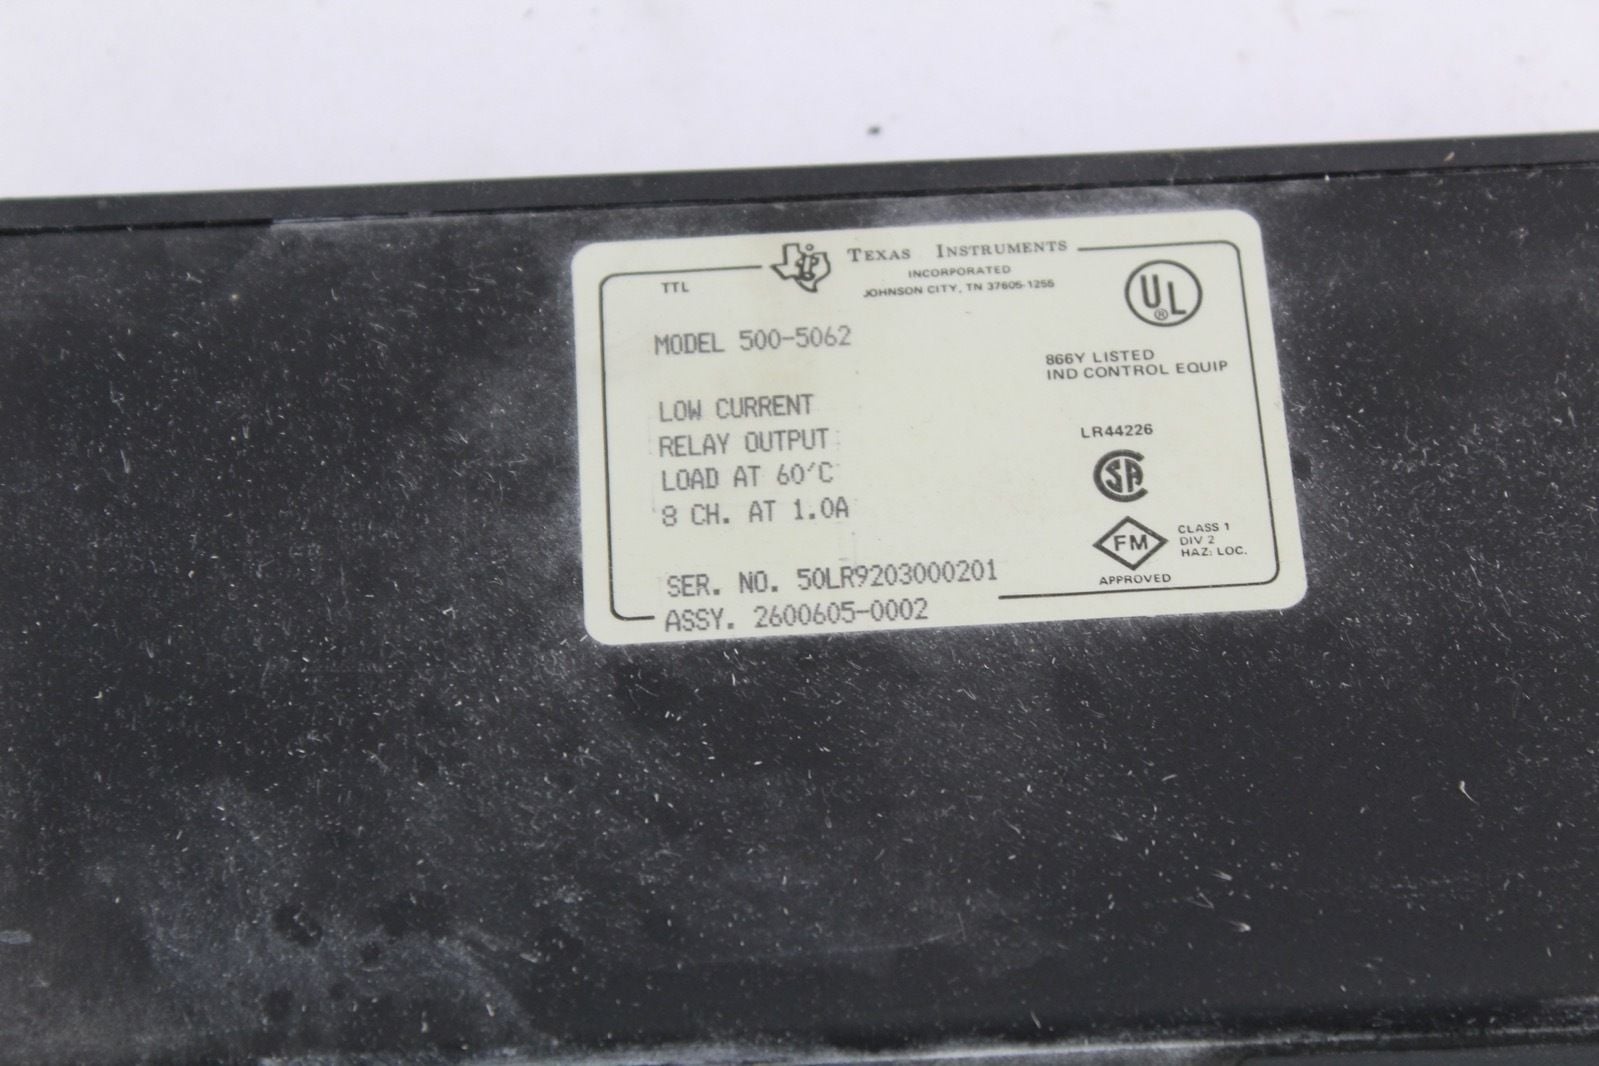 TEXAS INSTRUMENTS
INCORPORATED
JOHNSON CITY, TN 37605-1255
TTL
UL
®
MODEL 500-5062
866Y LISTED
IND CONTROL EQUIP
LOW CURRENT
RELAY OUTPUT
LOAD AT 60'C
8 CH. AT 1.0A
LR44226
SA
FM
CLASS 1
DIV 2
HAZ: LOC.
APPROVED
SER. NO. 50LR9203000201
ASSY. 2600605-0002